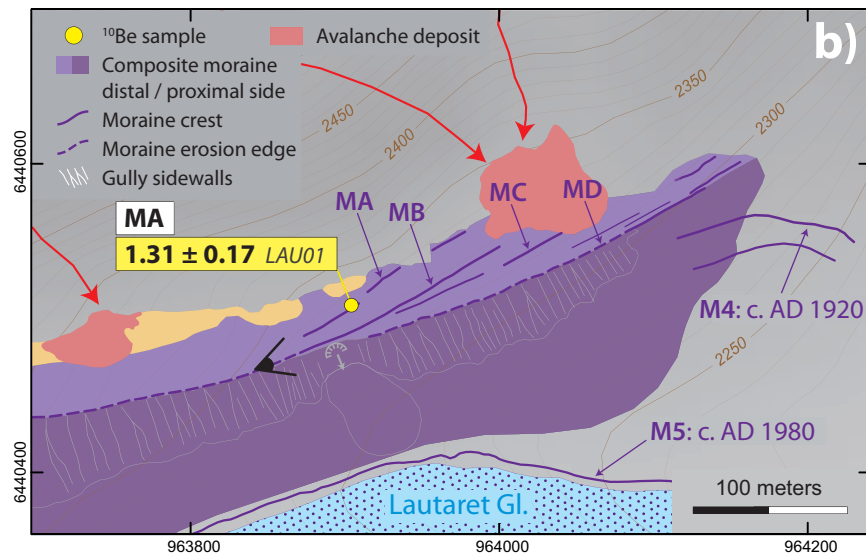 b)
¹⁰Be sample
Avalanche deposit
Composite moraine
distal / proximal side
Moraine crest
Moraine erosion edge
Gully sidewalls
2450
2400
2350
2300
2250
6440600
6440400
MA
1.31 ± 0.17 LAU01
MA
MB
MC
MD
M4: c. AD 1920
M5: c. AD 1980
100 meters
Lautaret Gl.
963800
964000
964200